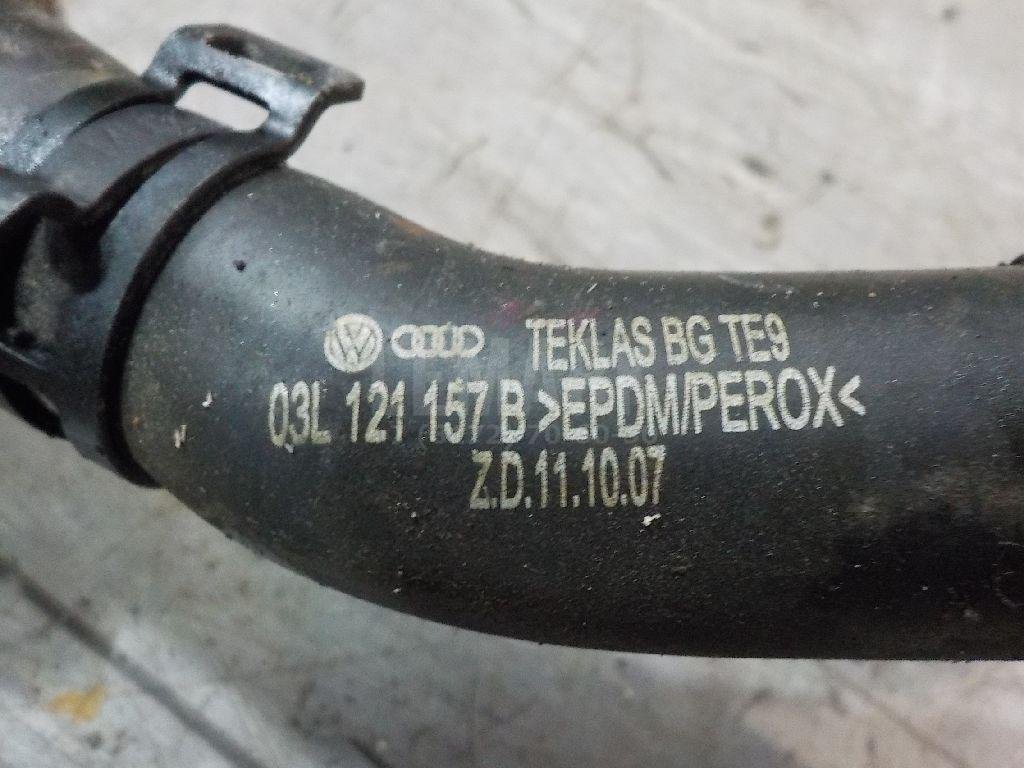 TEKLAS BG TE9
03L 121 157 B >EPDM/PEROX<
Z.D.11.10.07